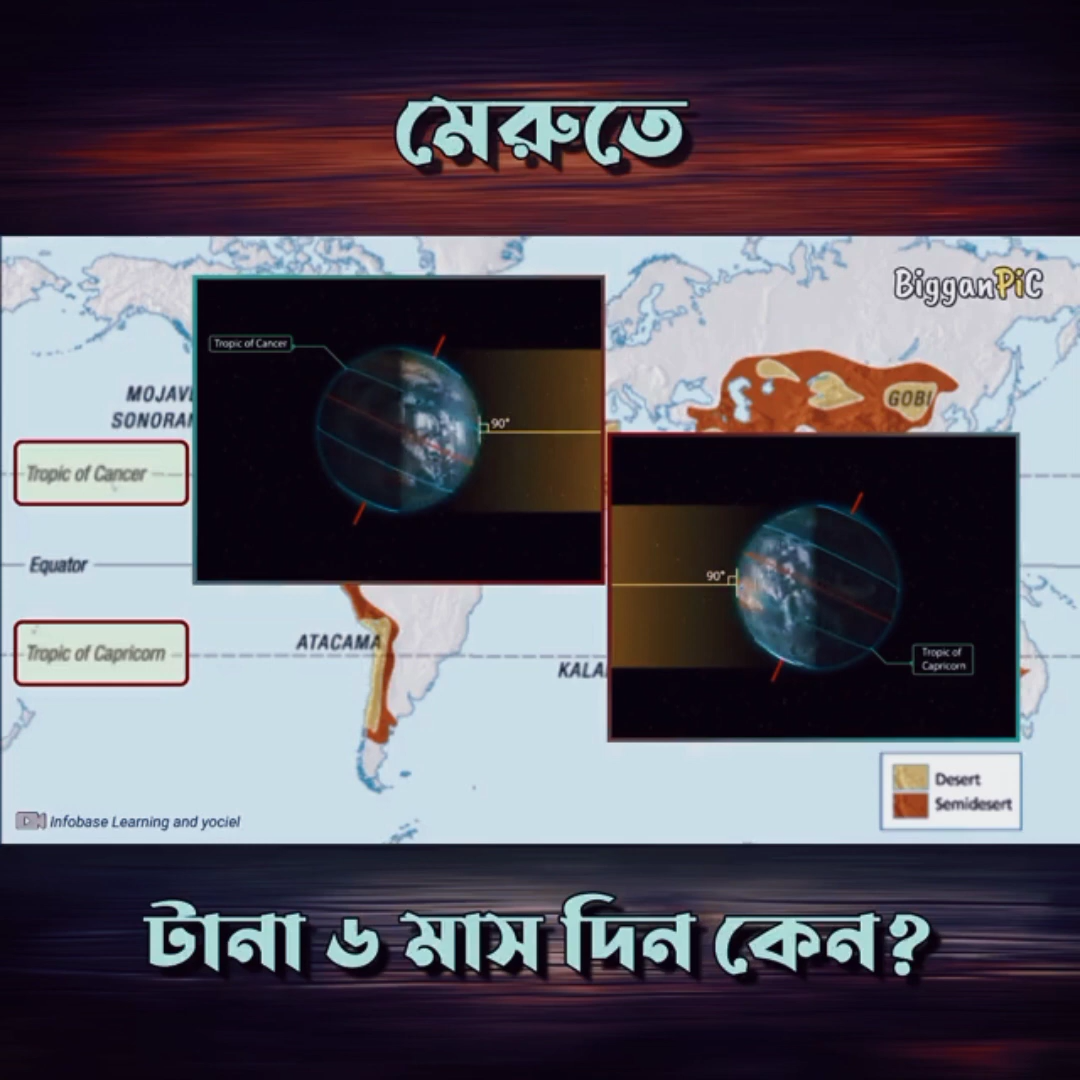 মেরুতে
BigganPiC
Tropic of Cancer
90°
MOJAVE
SONORAN
GOBI
Tropic of Cancer
Equator
90°
Tropic of Capricorn
ATACAMA
Tropic of
Capricorn
Desert
Semidesert
Infobase Learning and yociel
টানা ৬ মাস দিন কেন?